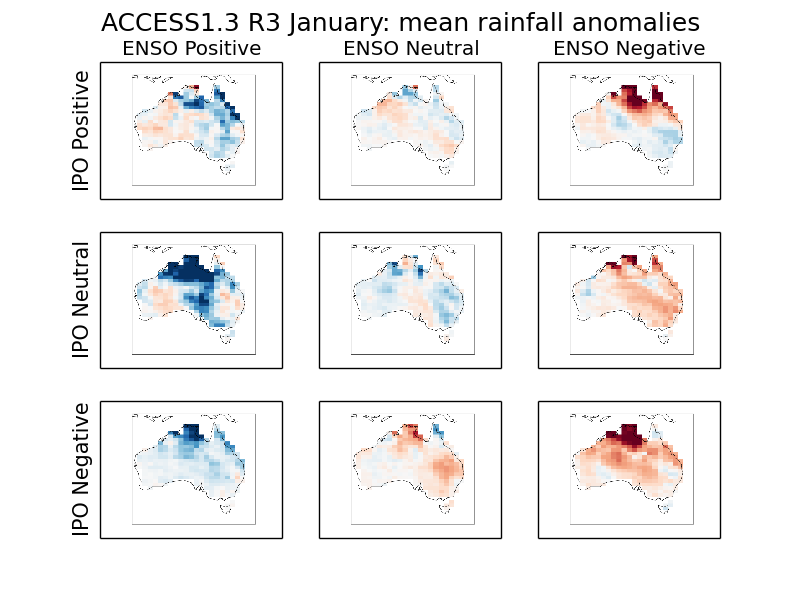 ACCESS1.3 R3 January: mean rainfall anomalies
ENSO Positive
ENSO Neutral
ENSO Negative
IPO Positive
IPO Neutral
IPO Negative